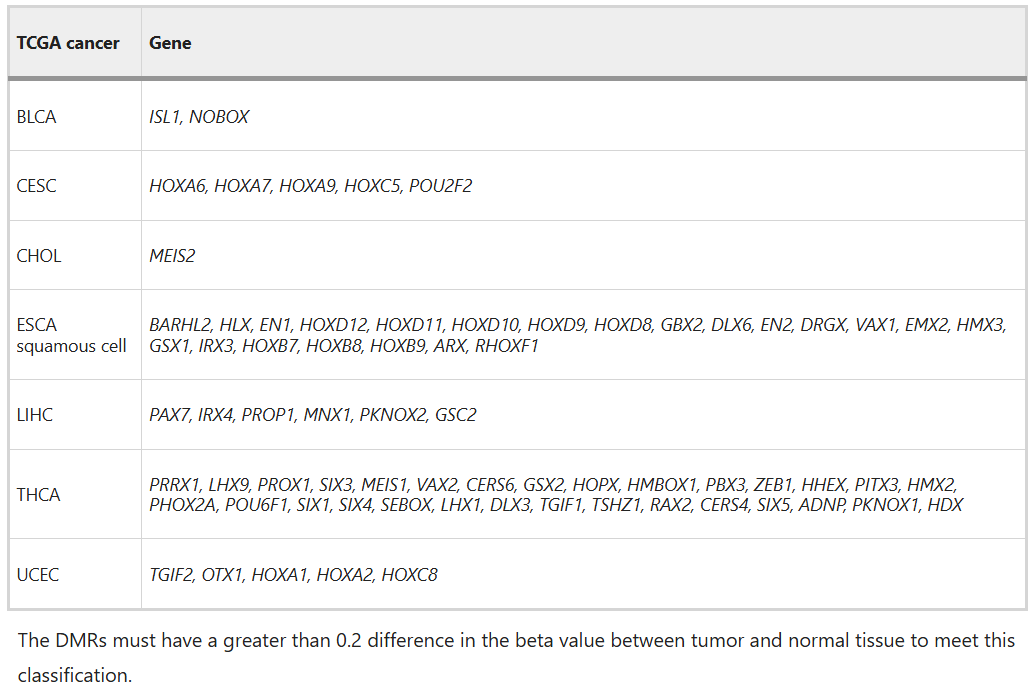 TCGA cancer Gene
BLCA ISL1, NOBOX
CESC HOXA6, HOXA7, HOXA9, HOXC5, POU2F2
CHOL MEIS2
ESCA squamous cell BARHL2, HLX, EN1, HOXD12, HOXD11, HOXD10, HOXD9, HOXD8, GBX2, DLX6, EN2, DRGX, VAX1, EMX2, HMX3,
GSX1, IRX3, HOXB7, HOXB8, HOXB9, ARX, RHOXF1
LIHC PAX7, IRX4, PROP1, MNX1, PKNOX2, GSC2
THCA PRRX1, LHX9, PROX1, SIX3, MEIS1, VAX2, CERS6, GSX2, HOPX, HMBOX1, PBX3, ZEB1, HHEX, PITX3, HMX2,
PHOX2A, POU6F1, SIX1, SIX4, SEBOX, LHX1, DLX3, TGIF1, TSHZ1, RAX2, CERS4, SIX5, ADNP, PKNOX1, HDX
UCEC TGIF2, OTX1, HOXA1, HOXA2, HOXC8
The DMRs must have a greater than 0.2 difference in the beta value between tumor and normal tissue to meet this
classification.